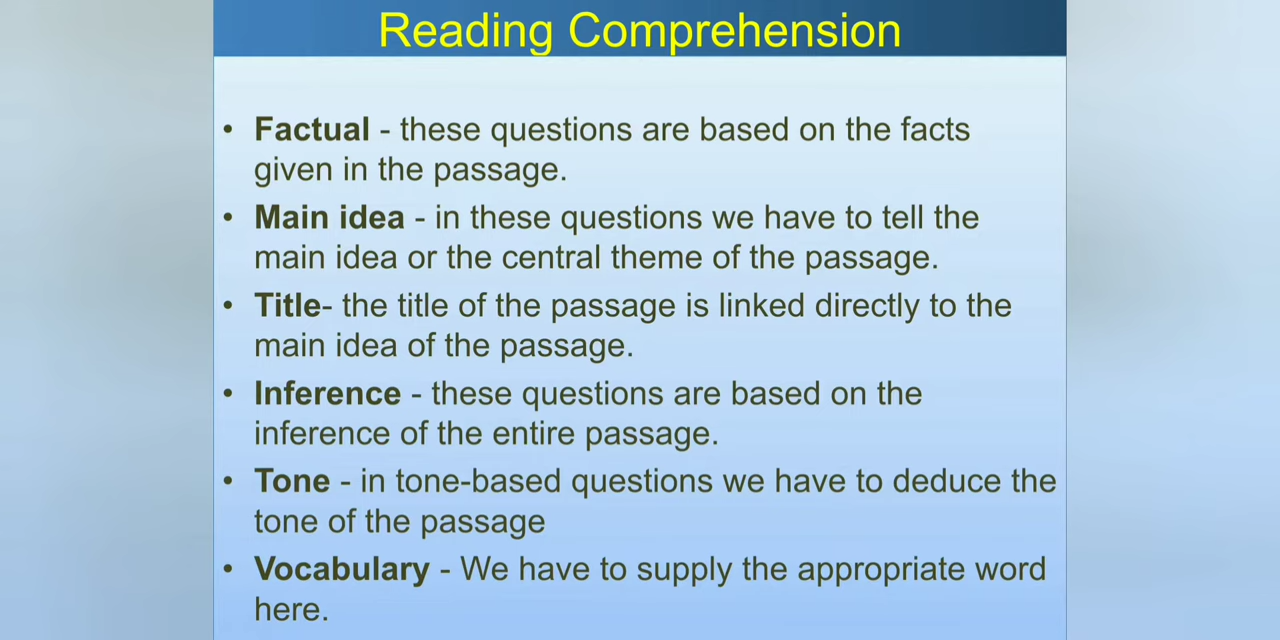 Reading Comprehension
• Factual - these questions are based on the facts
given in the passage.
• Main idea - in these questions we have to tell the
main idea or the central theme of the passage.
• Title- the title of the passage is linked directly to the
main idea of the passage.
• Inference - these questions are based on the
inference of the entire passage.
• Tone - in tone-based questions we have to deduce the
tone of the passage
• Vocabulary - We have to supply the appropriate word
here.